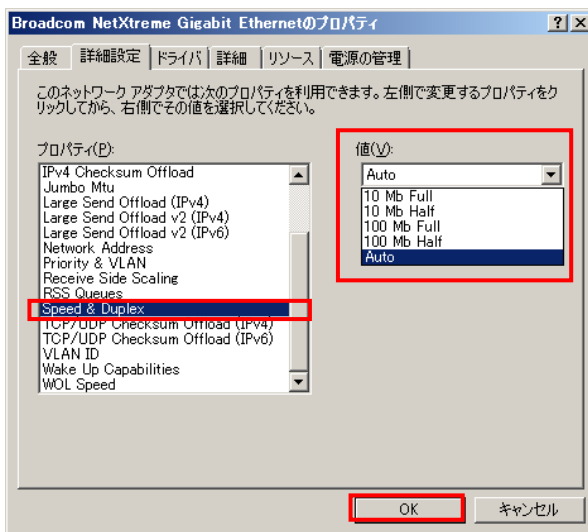 Broadcom NetXtreme Gigabit Ethernetのプロパティ
全般 詳細設定 ドライバ 詳細 リソース 電源の管理
このネットワーク アダプタでは次のプロパティを利用できます。左側で変更するプロパティをク
リックしてから、右側でその値を選択してください。
プロパティ(P):
IPv4 Checksum Offload
Jumbo Mtu
Large Send Offload (IPv4)
Large Send Offload v2 (IPv4)
Large Send Offload v2 (IPv6)
Network Address
Priority & VLAN
Receive Side Scaling
RSS Queues
Speed & Duplex
TCP/UDP Checksum Offload (IPv4)
TCP/UDP Checksum Offload (IPv6)
VLAN ID
Wake Up Capabilities
WOL Speed
値(V):
Auto
10 Mb Full
10 Mb Half
100 Mb Full
100 Mb Half
Auto
OK キャンセル